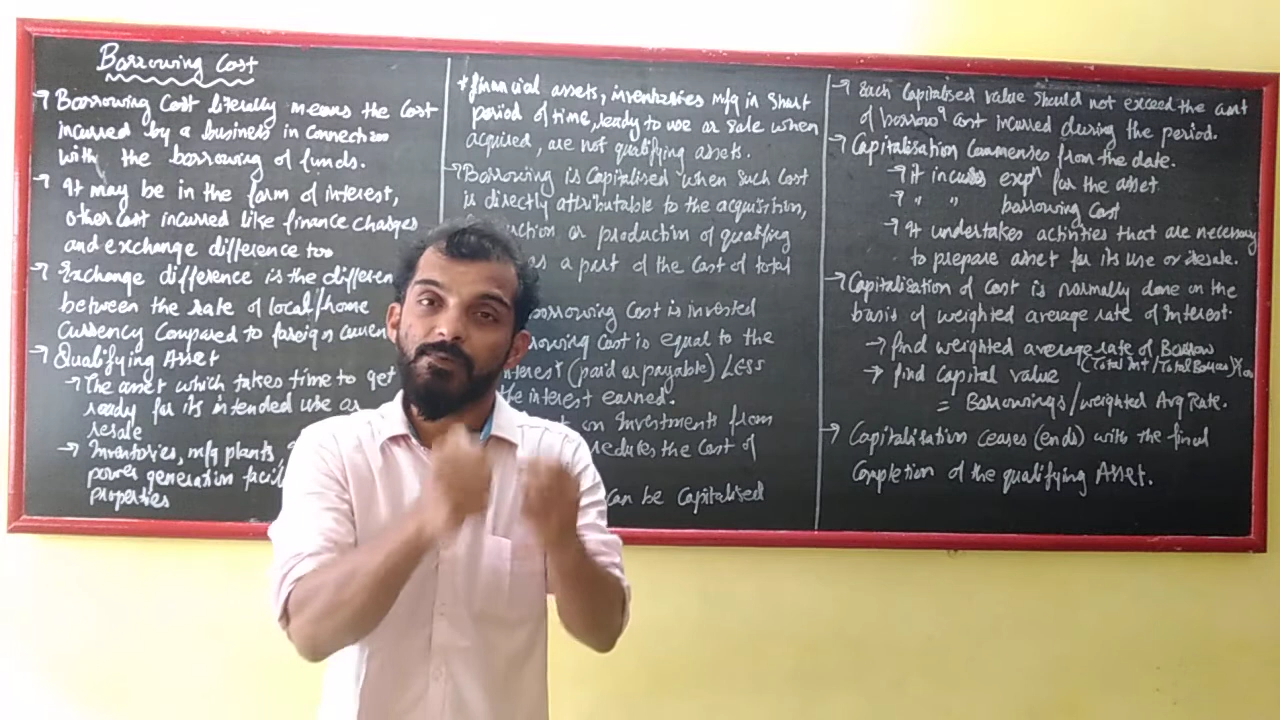 Borrowing Cost
→ Borrowing Cost literally means the cost
incurred by a business in connection
with the borrowing of funds.
→ It may be in the form of interest,
other cost incurred like finance charges
and exchange difference too
→ Exchange difference is the differen
between the rate of local/home
currency compared to foreign curren
→ Qualifying Asset
→ The asset which takes time to get
ready for its intended use or
resale
→ Inventories, mfg plants
power generation facil
properties
* financial assets, inventories mfg in short
period of time, ready to use or sale when
acquired, are not qualifying assets.
→ Borrowing is capitalised when such cost
is directly attributable to the acquisition,
uction or production of qualifying
as a part of the cost of total
orrowing cost is invested
rowing cost is equal to the
nterest (paid or payable) LESS
the interest earned.
on Investments from
reduces the cost of
can be capitalised
→ Such capitalised value should not exceed the amt
of borrowg cost incurred during the period.
→ Capitalisation commenses from the date.
→ It incurs expn for the asset
→ " " borrowing cost
→ It undertakes activities that are necessary
to prepare asset for its use or resale.
→ Capitalisation of cost is normally done on the
basis of weighted average rate of interest.
→ find weighted average rate of Borrow
(Total Int/Total Borrow) x 100
→ find capital value
= Borrowings/weighted Avg Rate.
→ Capitalisation ceases (ends) with the final
completion of the qualifying Asset.